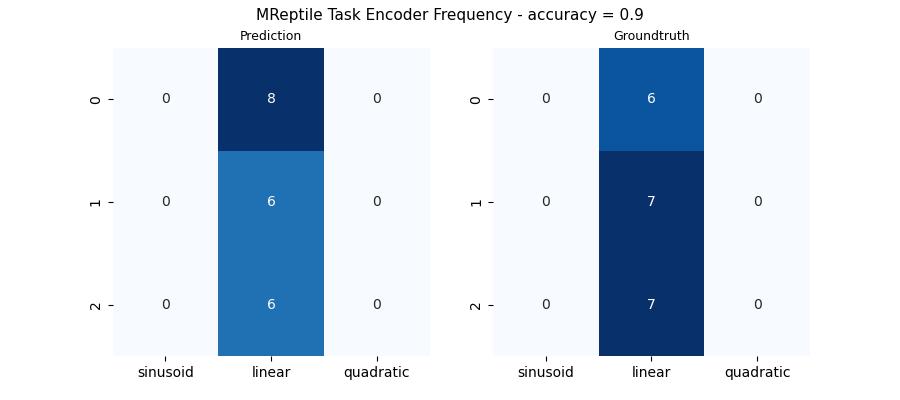 MReptile Task Encoder Frequency - accuracy = 0.9
Prediction
Groundtruth
0 0 8 0
1 0 6 0
2 0 6 0
sinusoid linear quadratic
0 0 6 0
1 0 7 0
2 0 7 0
sinusoid linear quadratic